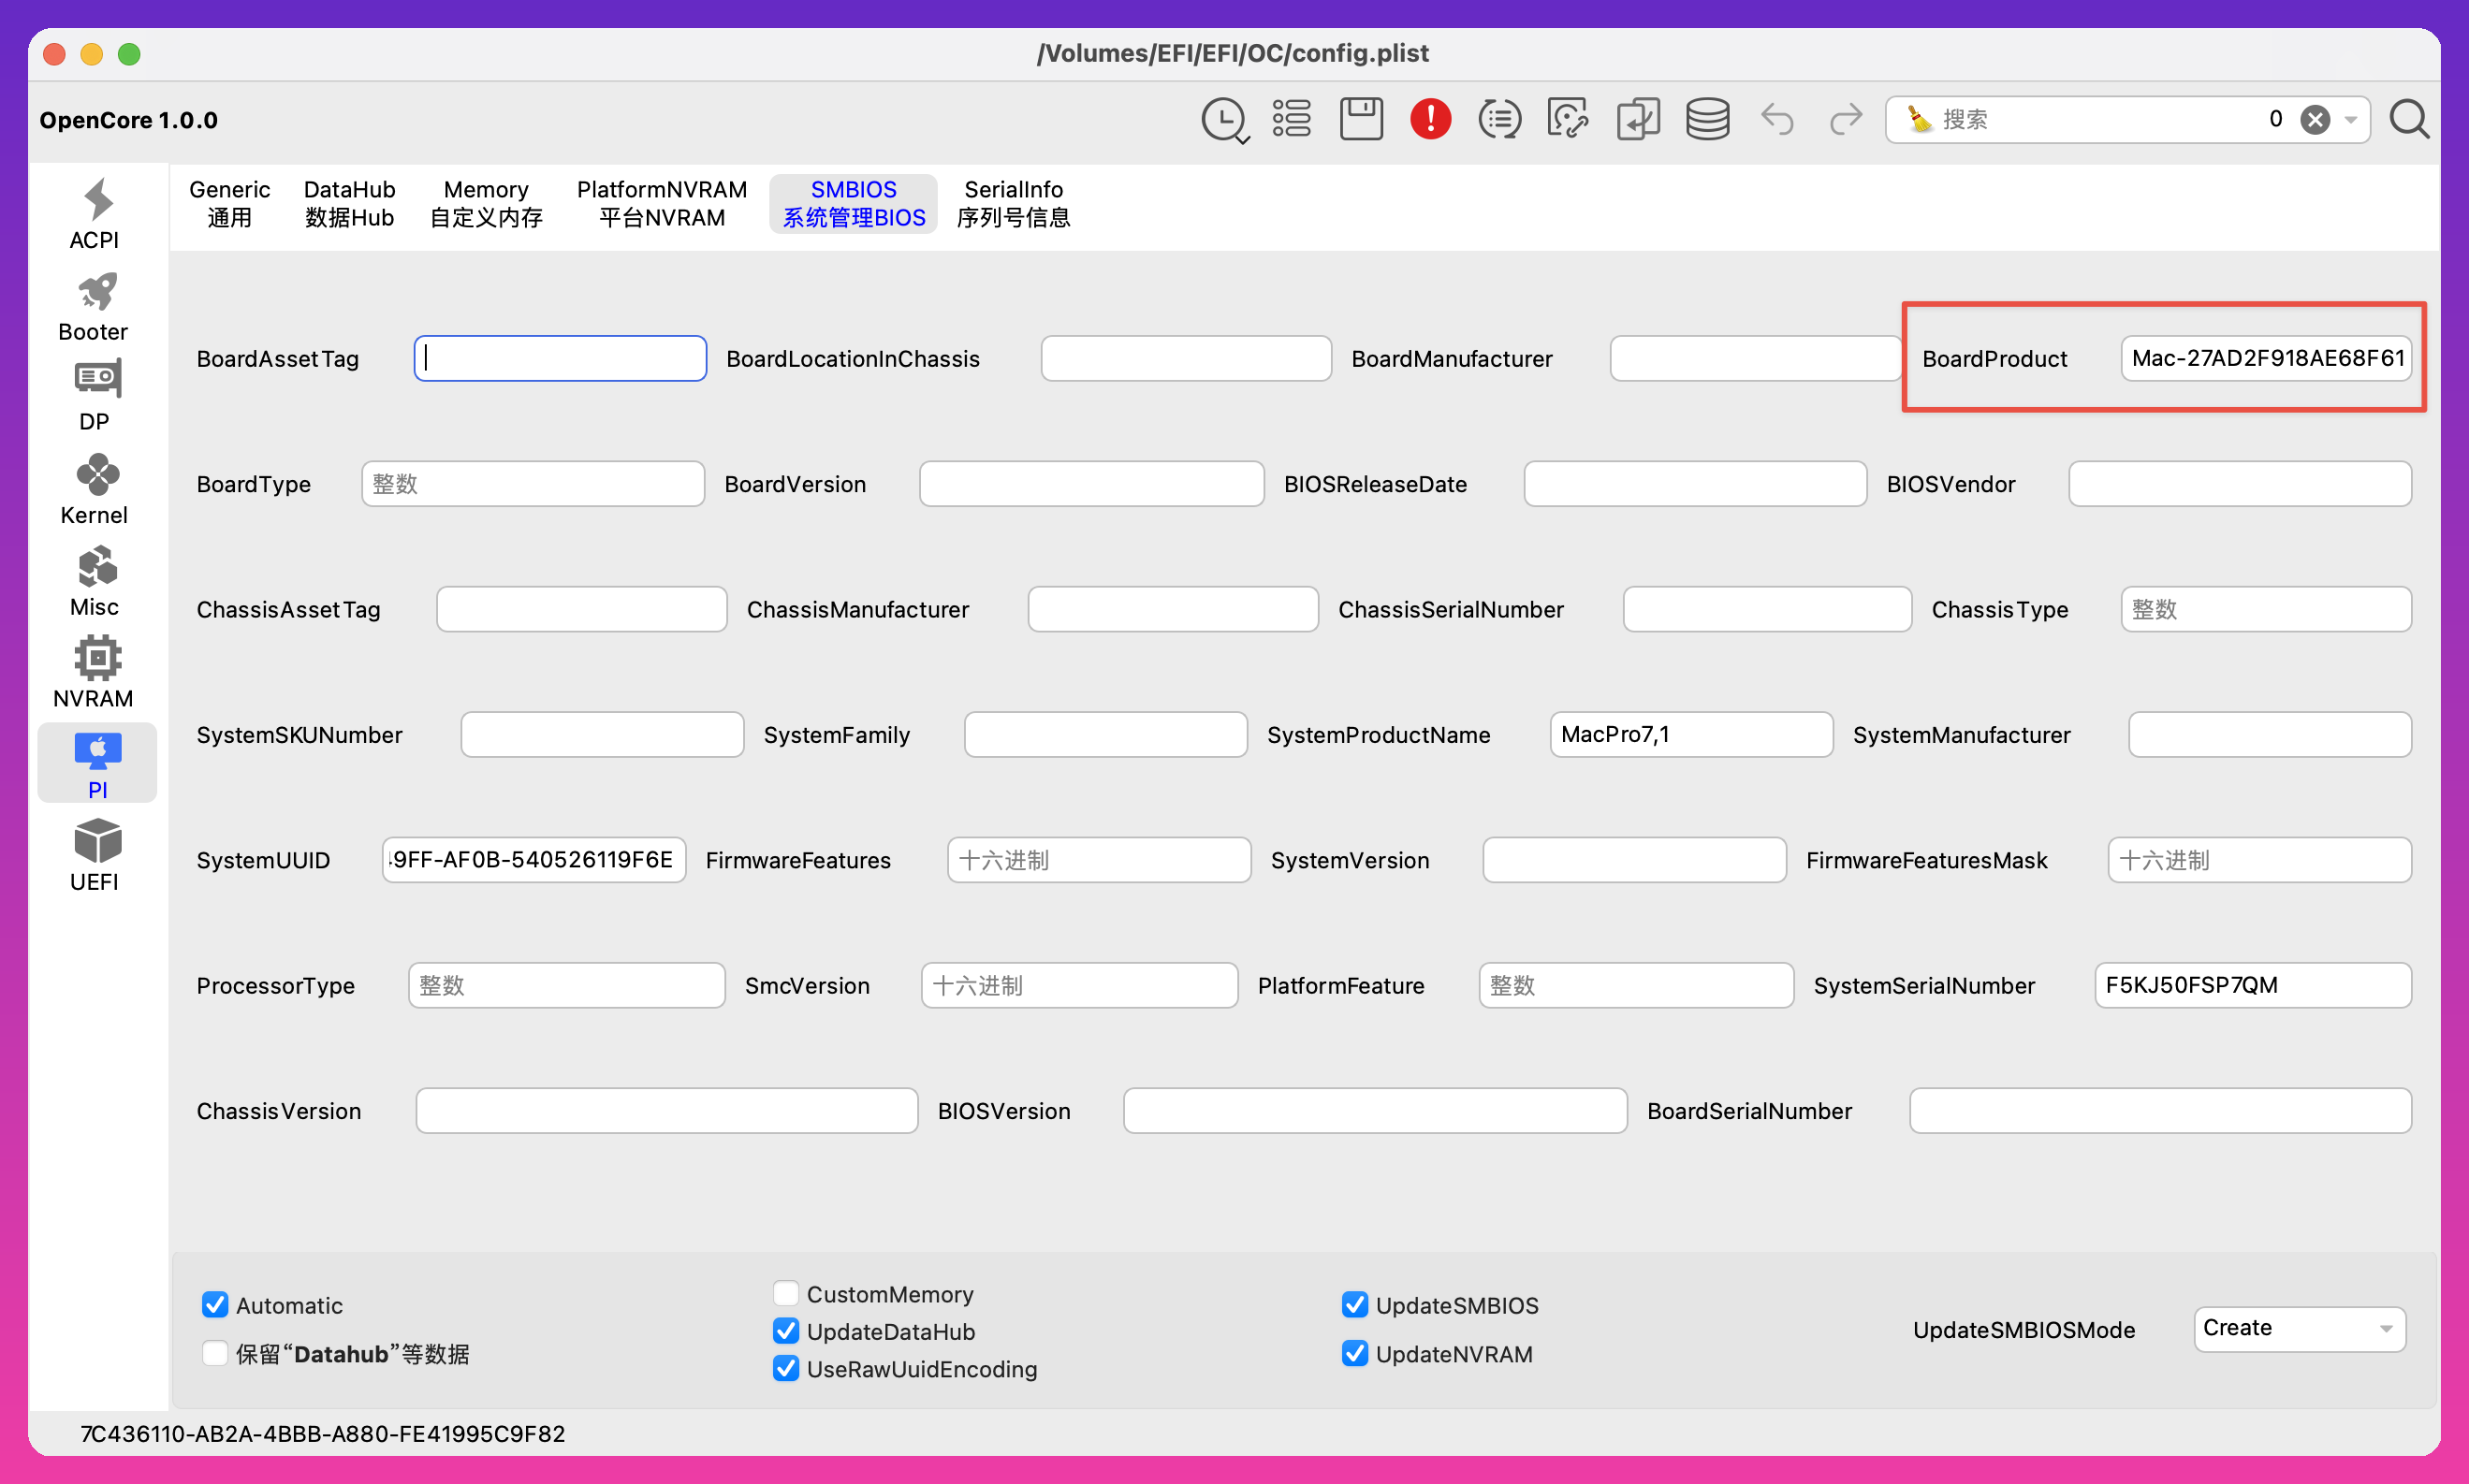 /Volumes/EFI/EFI/OC/config.plist
OpenCore 1.0.0
搜索 0
Generic DataHub Memory PlatformNVRAM SMBIOS SerialInfo
通用 数据Hub 自定义内存 平台NVRAM 系统管理BIOS 序列号信息
ACPI
Booter
DP
Kernel
Misc
NVRAM
PI
UEFI
BoardAssetTag BoardLocationInChassis BoardManufacturer BoardProduct Mac-27AD2F918AE68F61
BoardType 整数 BoardVersion BIOSReleaseDate BIOSVendor
ChassisAssetTag ChassisManufacturer ChassisSerialNumber ChassisType 整数
SystemSKUNumber SystemFamily SystemProductName MacPro7,1 SystemManufacturer
SystemUUID 9FF-AF0B-540526119F6E FirmwareFeatures 十六进制 SystemVersion FirmwareFeaturesMask 十六进制
ProcessorType 整数 SmcVersion 十六进制 PlatformFeature 整数 SystemSerialNumber F5KJ50FSP7QM
ChassisVersion BIOSVersion BoardSerialNumber
Automatic
保留“Datahub”等数据
CustomMemory
UpdateDataHub
UseRawUuidEncoding
UpdateSMBIOS
UpdateNVRAM
UpdateSMBIOSMode Create
7C436110-AB2A-4BBB-A880-FE41995C9F82